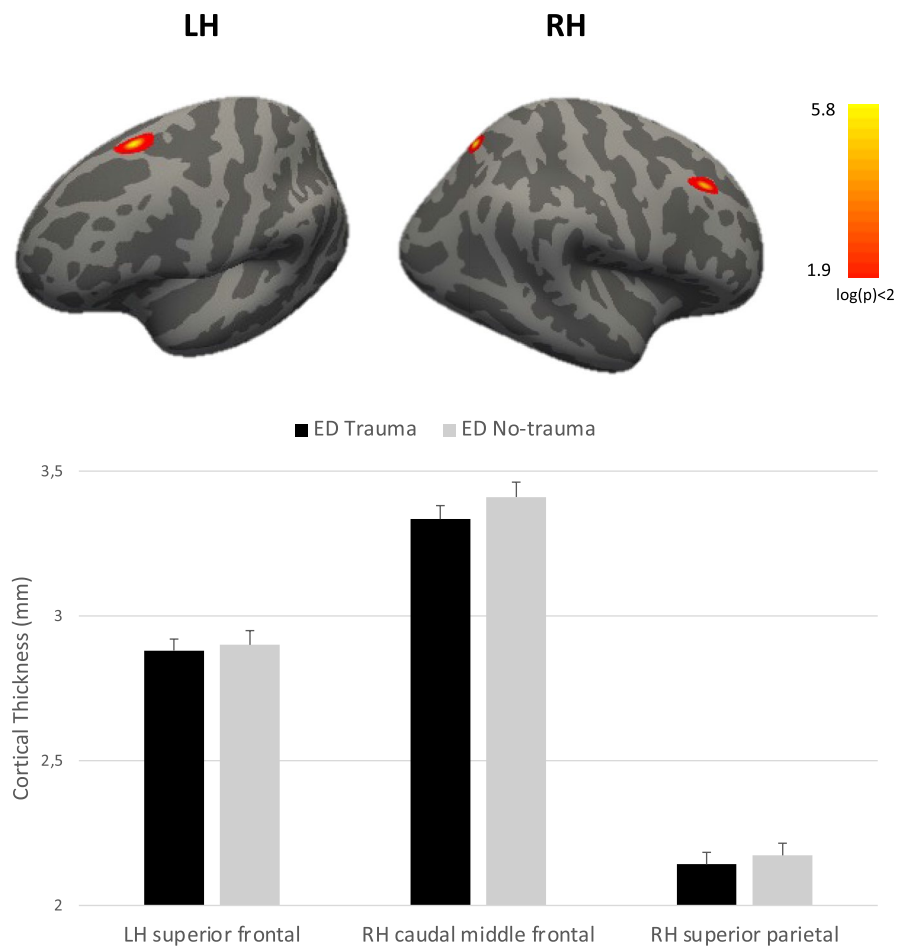 LH RH
5.8
1.9
log(p)<2
ED Trauma ED No-trauma
3,5
3
2,5
2
Cortical Thickness (mm)
LH superior frontal RH caudal middle frontal RH superior parietal